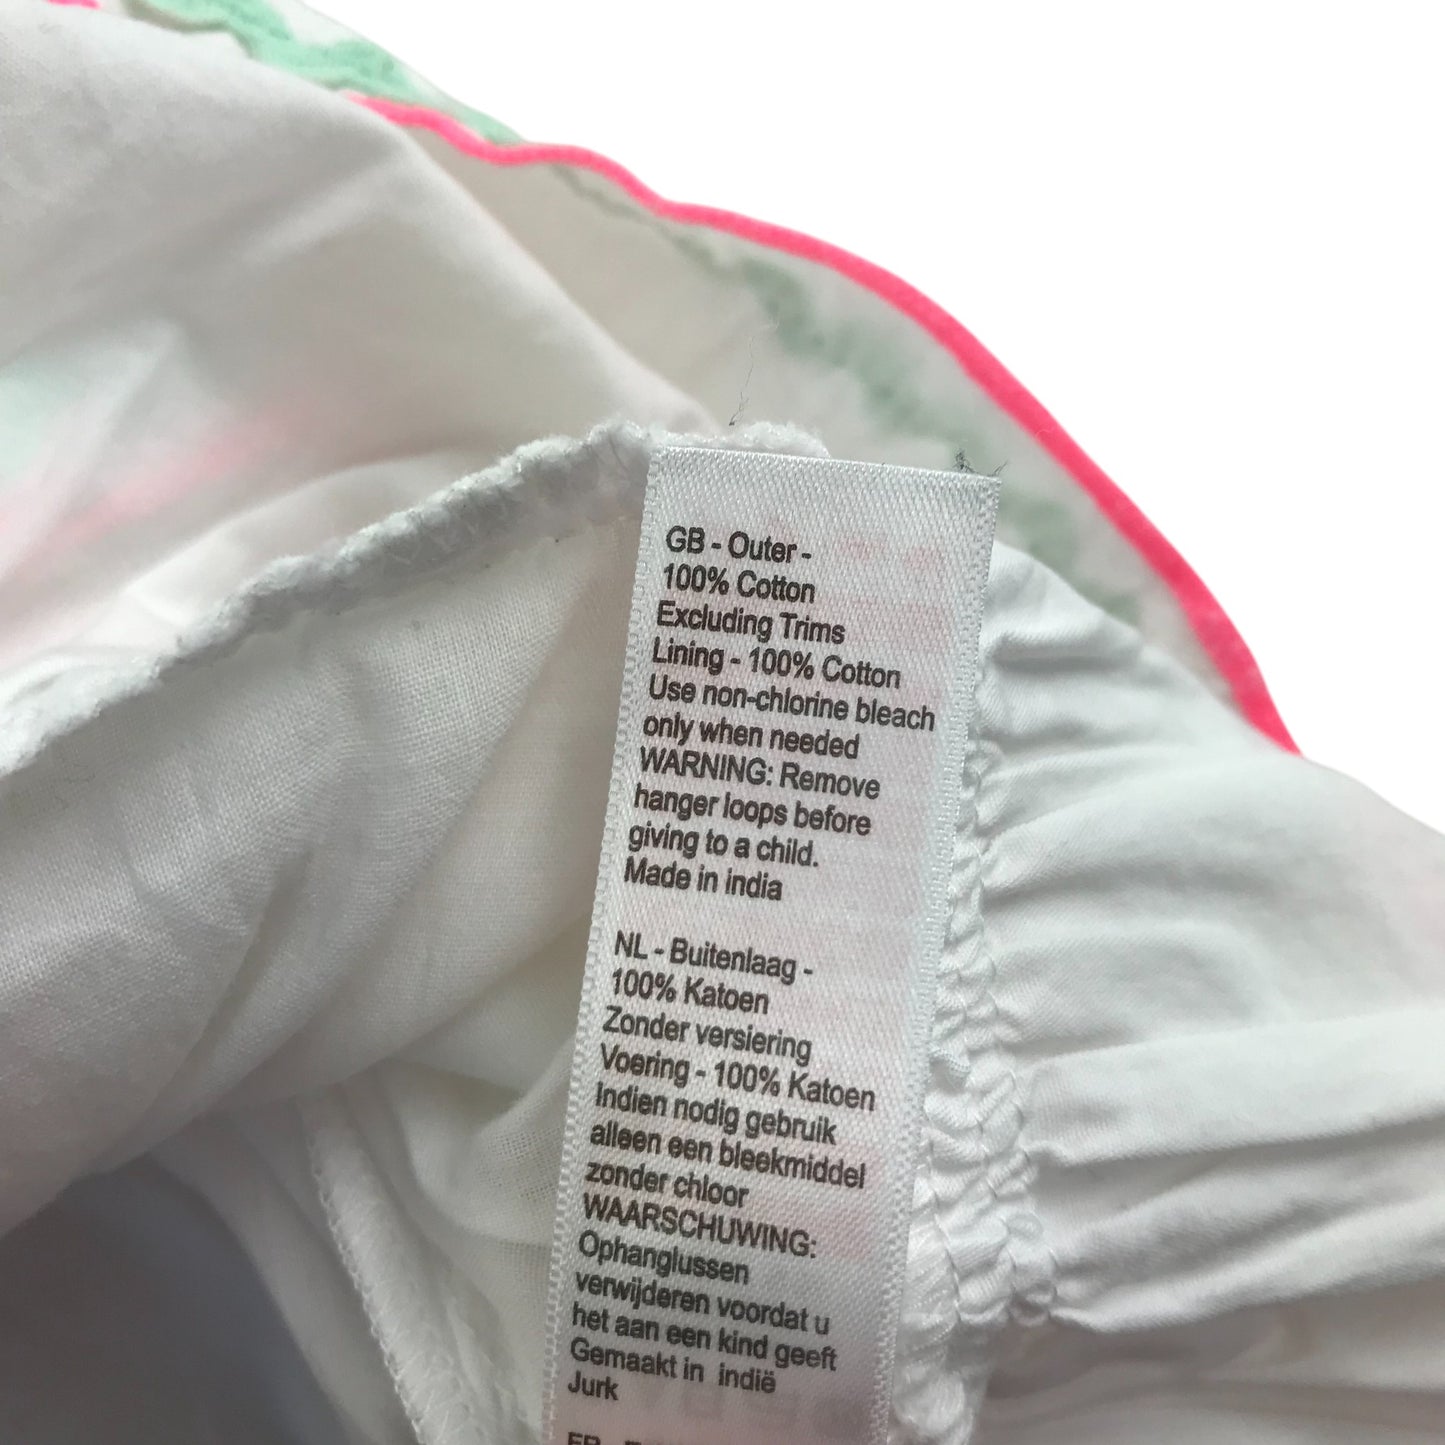 GB - Outer -
100% Cotton
Excluding Trims
Lining - 100% Cotton
Use non-chlorine bleach
only when needed
WARNING: Remove
hanger loops before
giving to a child.
Made in india
NL - Buitenlaag -
100% Katoen
Zonder versiering
Voering - 100% Katoen
Indien nodig gebruik
alleen een bleekmiddel
zonder chloor
WAARSCHUWING:
Ophanglussen
verwijderen voordat u
het aan een kind geeft
Gemaakt in indië
Jurk
FR -